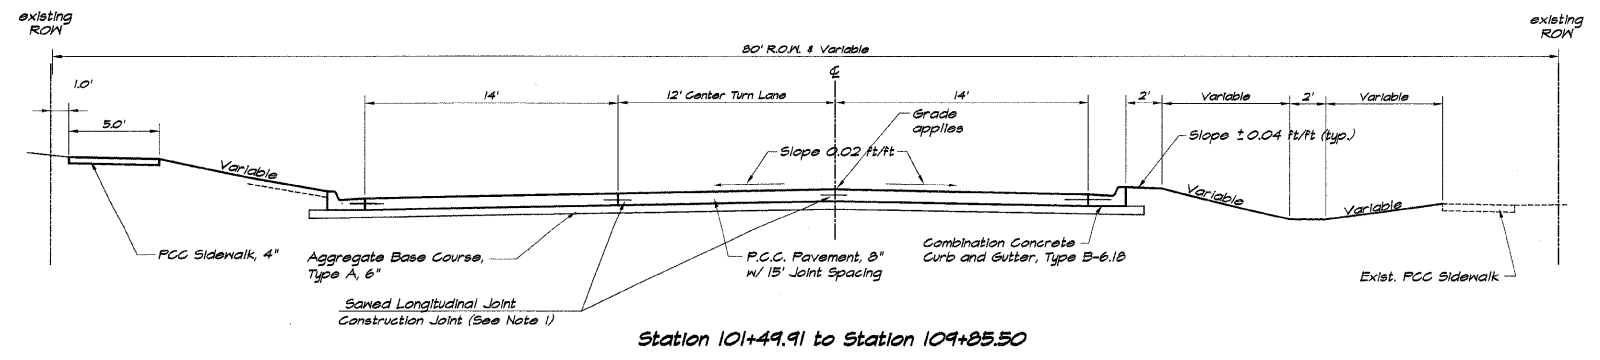 existing
ROW
existing
ROW
80' R.O.W. & Variable
℄
1.0'
14'
12' Center Turn Lane
14'
2'
Variable
2'
Variable
5.0'
Grade
applies
Slope ±0.04 ft/ft (typ.)
Slope 0.02 ft/ft
Variable
Variable
Variable
PCC Sidewalk, 4"
Aggregate Base Course,
Type A, 6"
P.C.C. Pavement, 8"
w/ 15' Joint Spacing
Combination Concrete
Curb and Gutter, Type B-6.18
Exist. PCC Sidewalk
Sawed Longitudinal Joint
Construction Joint (See Note 1)
Station 101+49.91 to Station 109+85.50